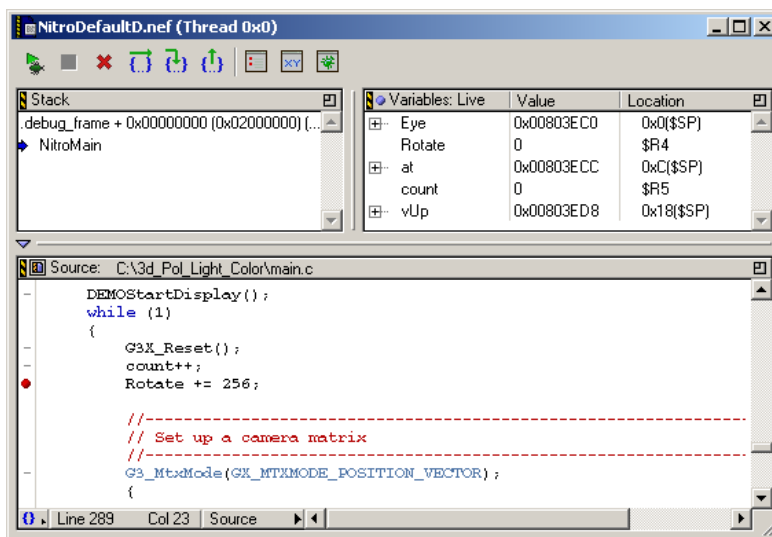 NitroDefaultD.nef (Thread 0x0)
Stack
.debug_frame + 0x00000000 (0x02000000) (...
NitroMain
Variables: Live Value Location
Eye 0x00803EC0 0x0($SP)
Rotate 0 $R4
at 0x00803ECC 0xC($SP)
count 0 $R5
vUp 0x00803ED8 0x18($SP)
Source: C:\3d_Pol_Light_Color\main.c
DEMOStartDisplay();
while (1)
{
G3X_Reset();
count++;
Rotate += 256;
//------------------------------------------------------------------
// Set up a camera matrix
//------------------------------------------------------------------
G3_MtxMode(GX_MTXMODE_POSITION_VECTOR);
{
Line 289 Col 23 Source